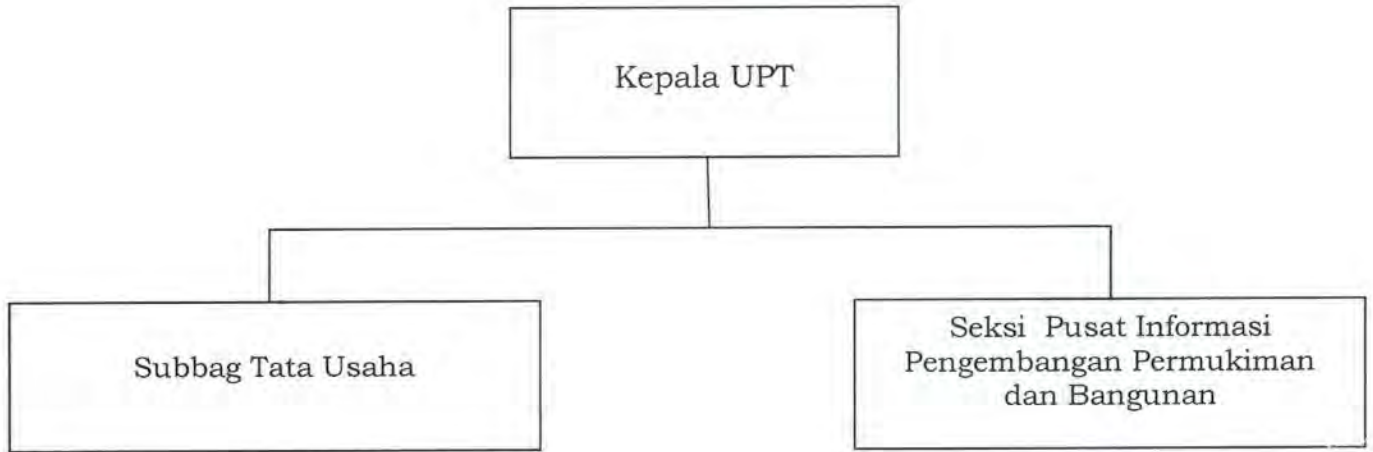 Kepala UPT
Subbag Tata Usaha
Seksi Pusat Informasi
Pengembangan Permukiman
dan Bangunan